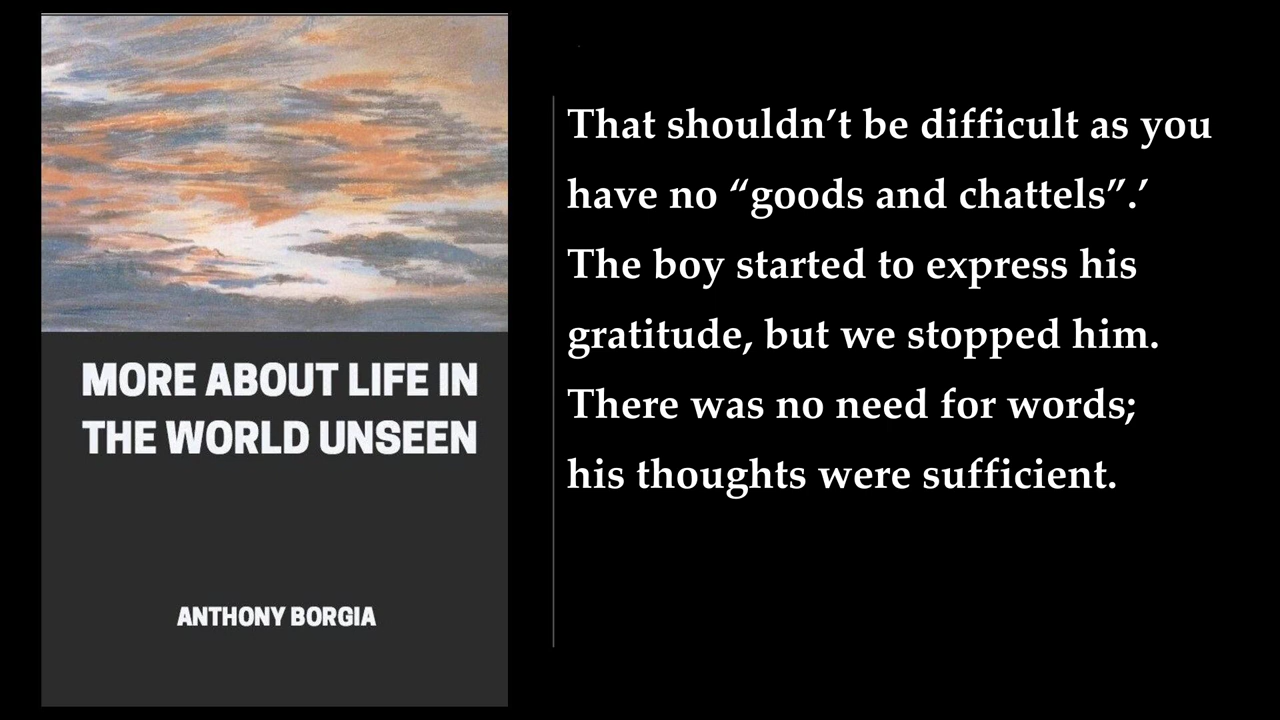 MORE ABOUT LIFE IN
THE WORLD UNSEEN
ANTHONY BORGIA
That shouldn’t be difficult as you
have no “goods and chattels”.’
The boy started to express his
gratitude, but we stopped him.
There was no need for words;
his thoughts were sufficient.